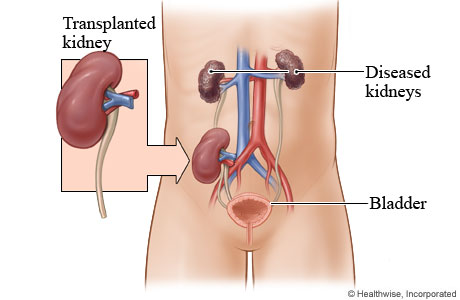 Transplanted
kidney
Diseased
kidneys
Bladder
© Healthwise, Incorporated